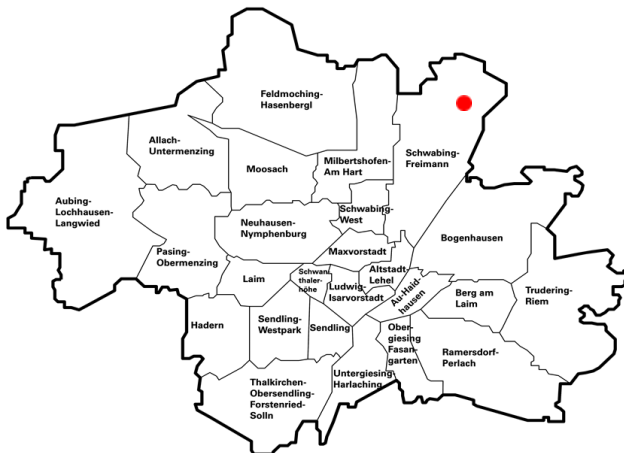 Feldmoching-
Hasenbergl
Allach-
Untermenzing
Moosach
Milbertshofen-
Am Hart
Schwabing-
Freimann
Aubing-
Lochhausen-
Langwied
Pasing-
Obermenzing
Neuhausen-
Nymphenburg
Schwabing-
West
Bogenhausen
Maxvorstadt
Laim
Schwan-
thaler-
höhe
Ludwig-
Isarvorstadt
Altstadt-
Lehel
Au-Haid-
hausen
Berg am
Laim
Trudering-
Riem
Hadern
Sendling-
Westpark
Sendling
Ober-
giesing
Fasan-
garten
Ramersdorf-
Perlach
Untergiesing-
Harlaching
Thalkirchen-
Obersendling-
Forstenried-
Solln